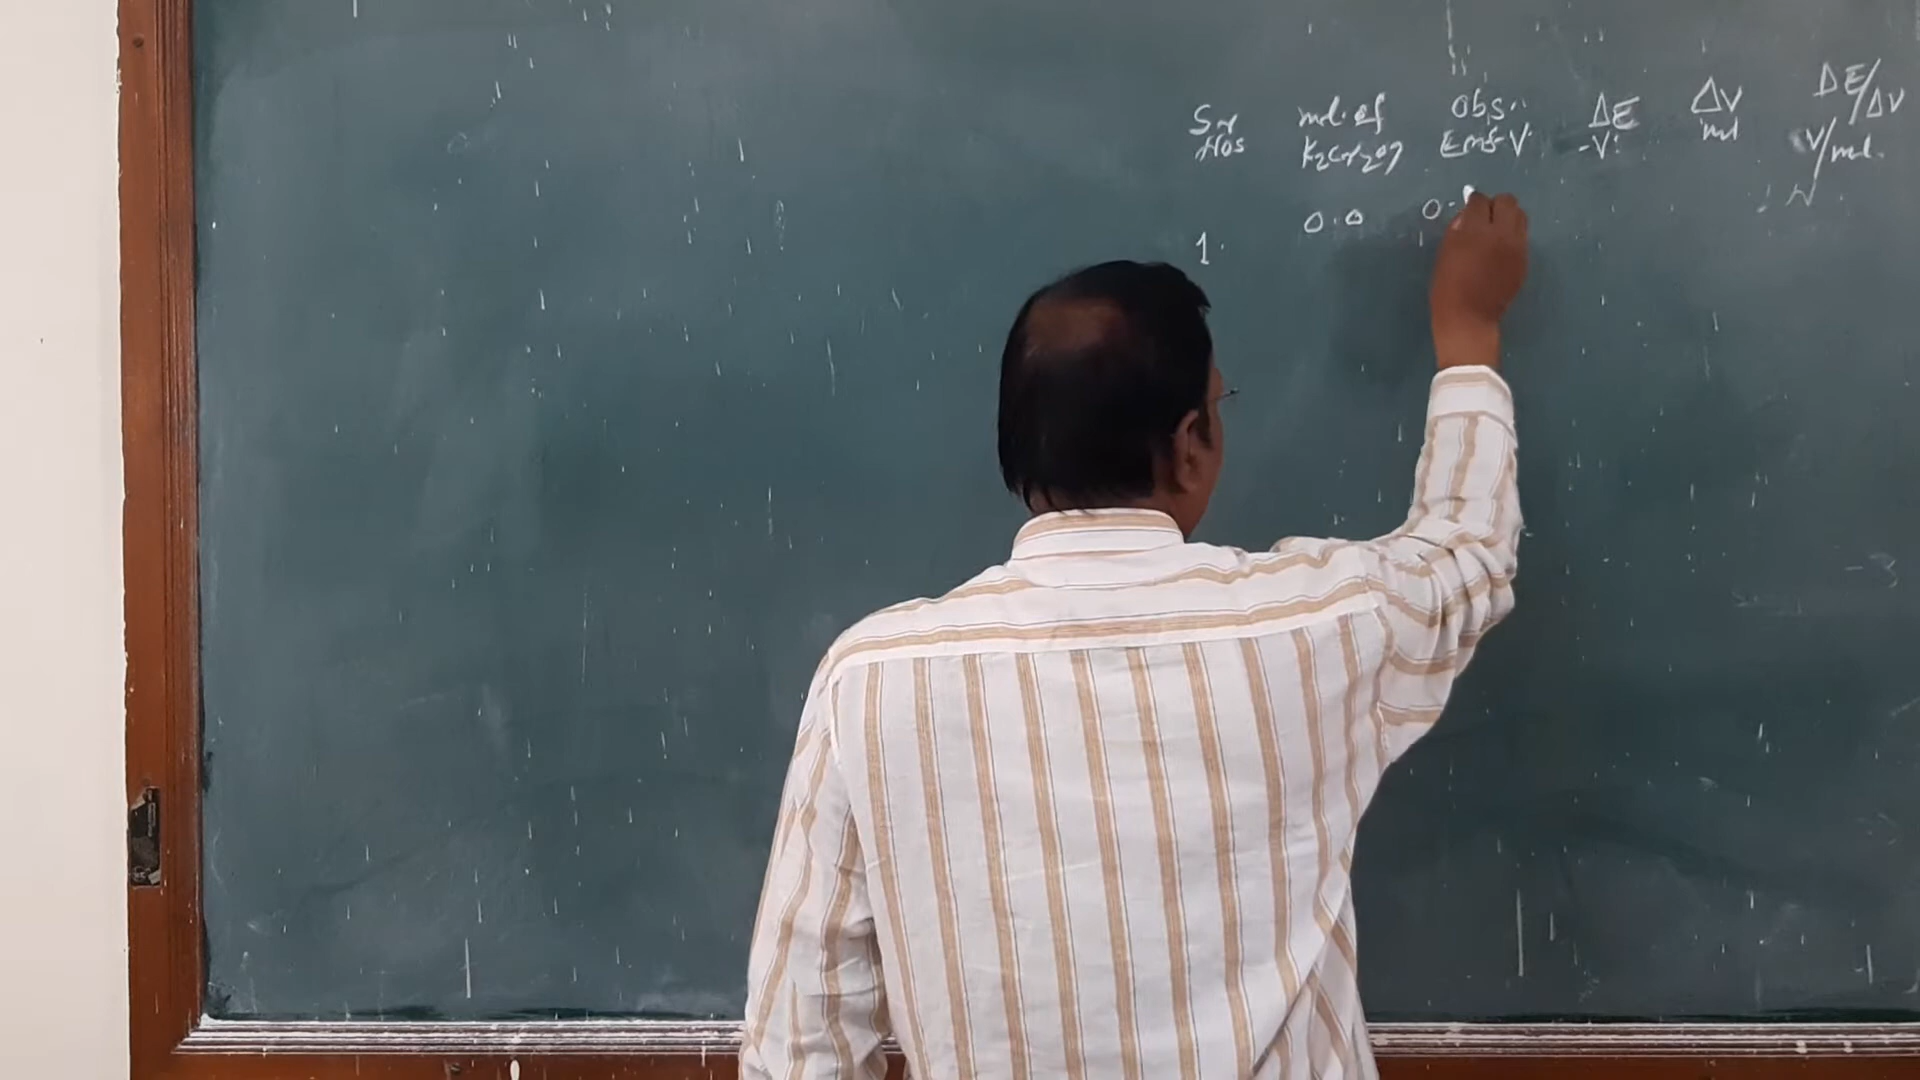 Sr ml. of Obs. ΔE ΔV ΔE/ΔV
Nos K2Cr2O7 Emf V. -V: ml V/ml.
1. 0.0 0.